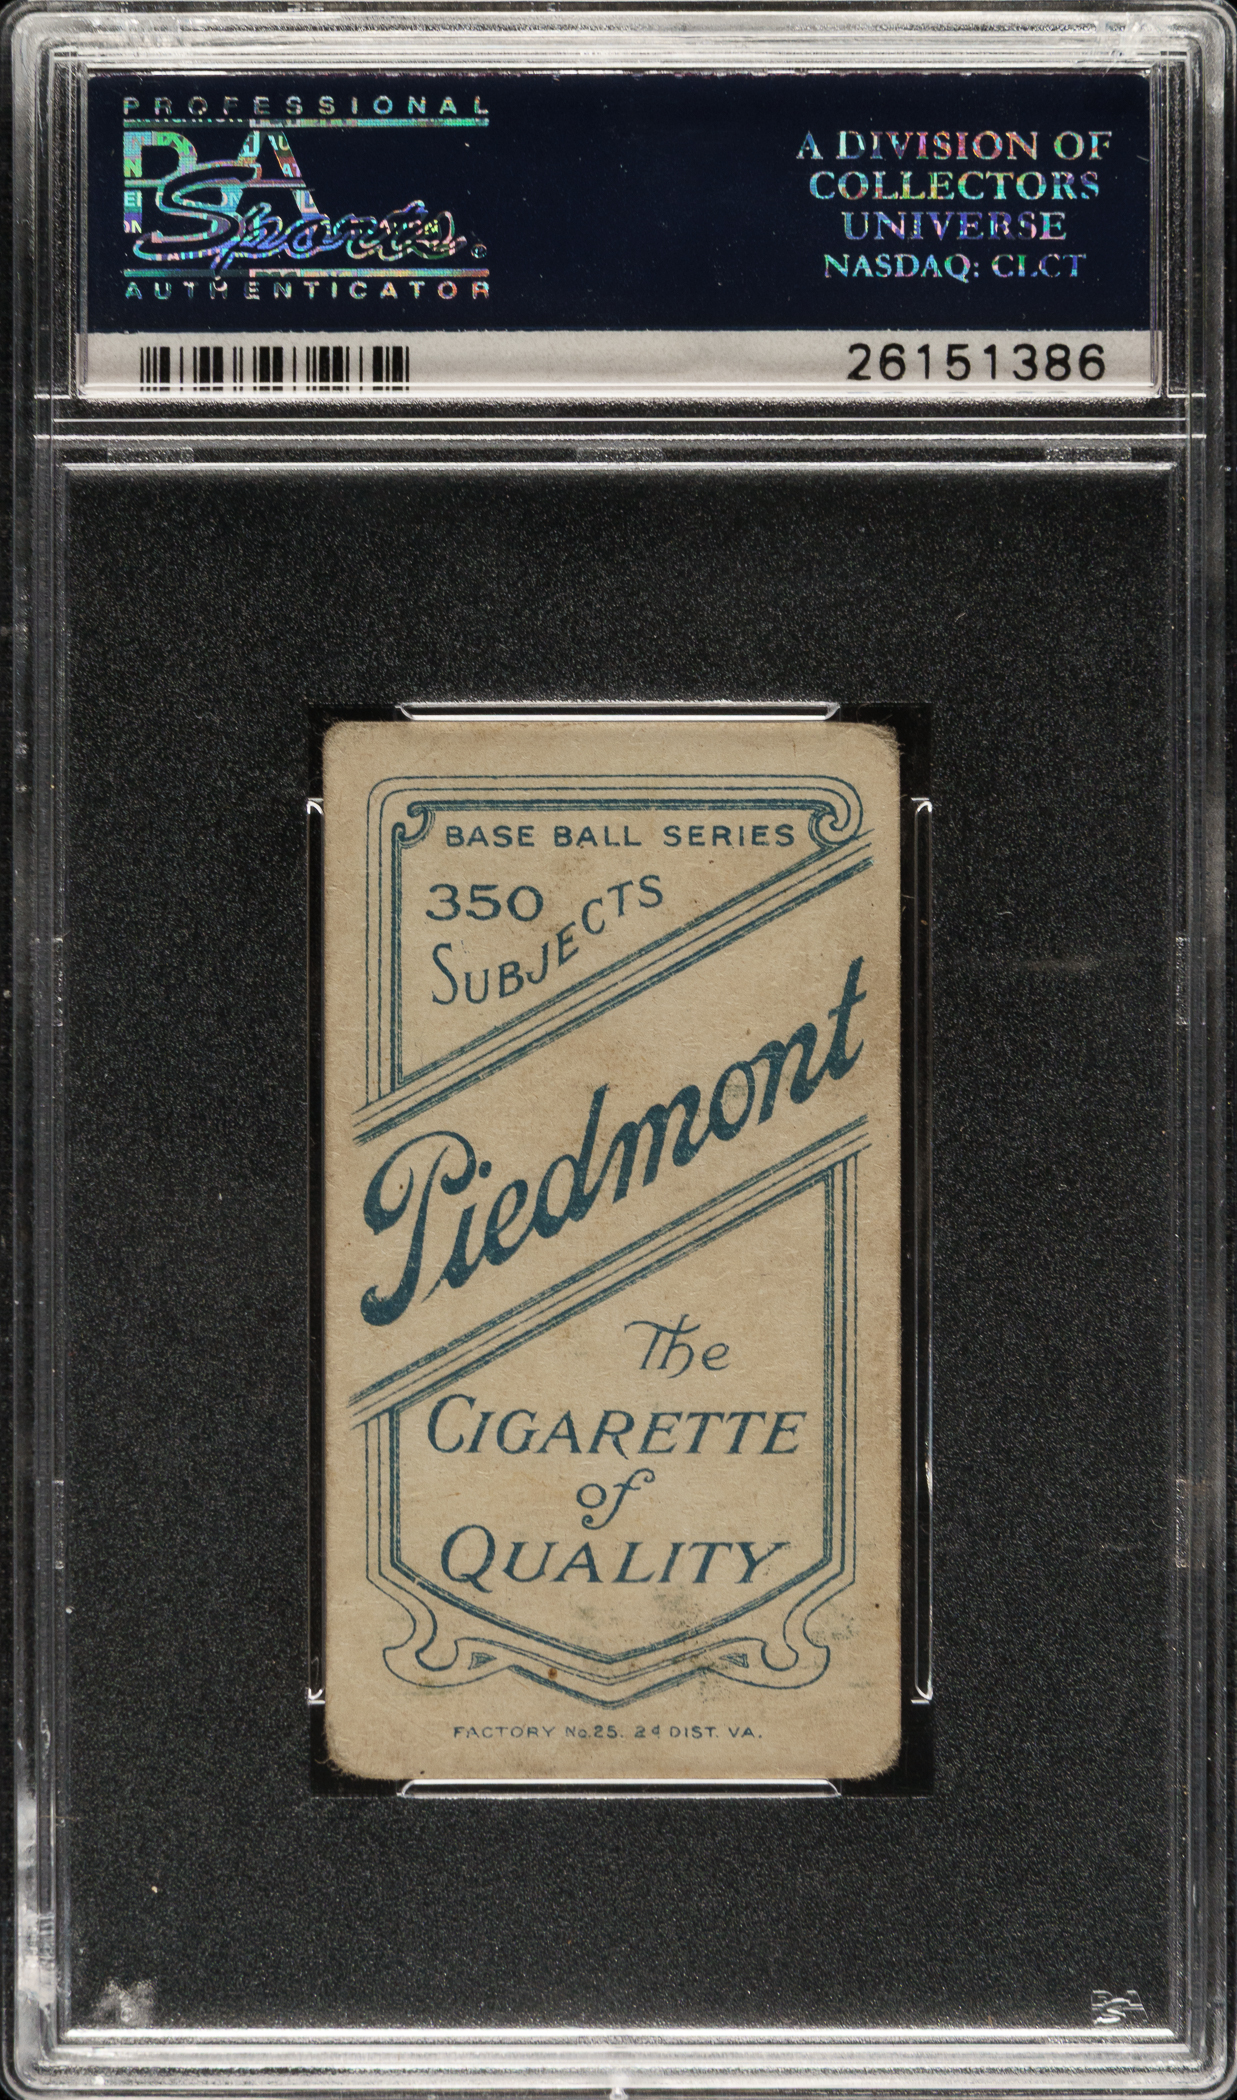 PROFESSIONAL
PSA
Sports
AUTHENTICATOR
A DIVISION OF
COLLECTORS
UNIVERSE
NASDAQ: CLCT
26151386
BASE BALL SERIES
350
SUBJECTS
Piedmont
The
CIGARETTE
of
QUALITY
FACTORY No. 25. 2d DIST. VA.
PSA